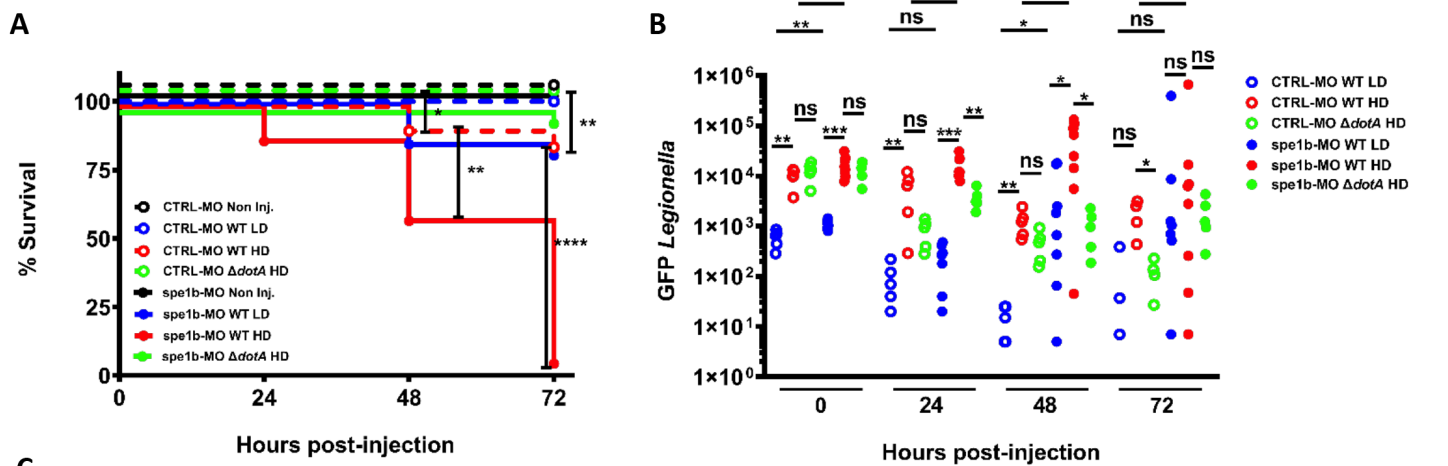 A
% Survival
100
75
50
25
0
0 24 48 72
Hours post-injection
CTRL-MO Non Inj.
CTRL-MO WT LD
CTRL-MO WT HD
CTRL-MO ΔdotA HD
spe1b-MO Non Inj.
spe1b-MO WT LD
spe1b-MO WT HD
spe1b-MO ΔdotA HD
*
**
**
****
B
GFP Legionella
1×10⁶
1×10⁵
1×10⁴
1×10³
1×10²
1×10¹
1×10⁰
** ns * ns
** ns *** ns
** ns *** **
** ns * *
ns * ns ns
0 24 48 72
Hours post-injection
CTRL-MO WT LD
CTRL-MO WT HD
CTRL-MO ΔdotA HD
spe1b-MO WT LD
spe1b-MO WT HD
spe1b-MO ΔdotA HD